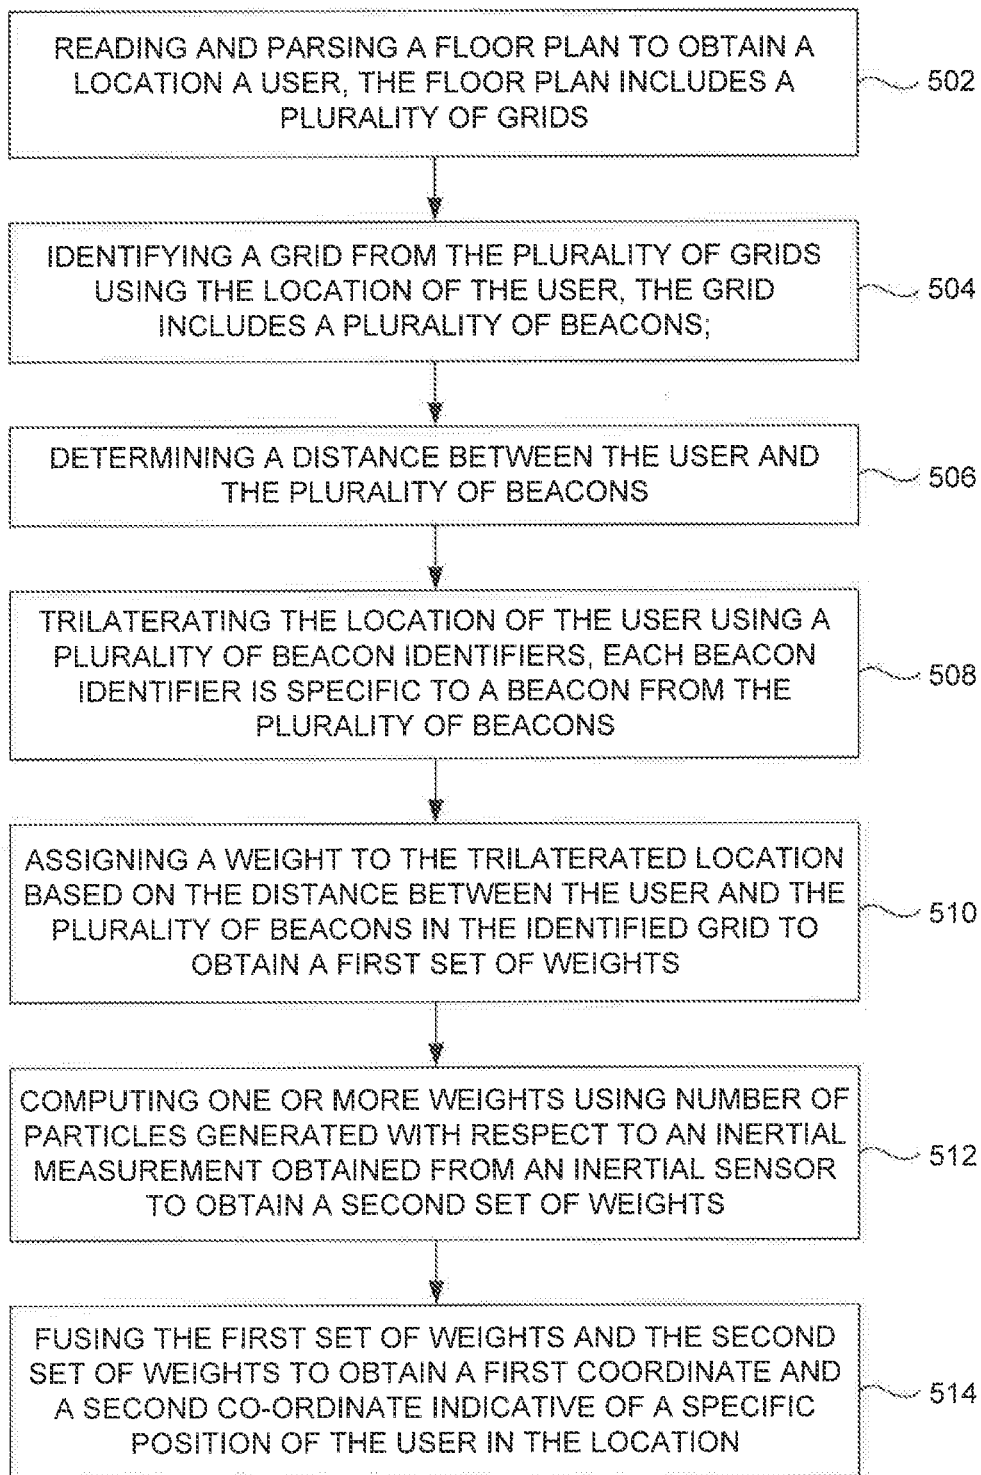 READING AND PARSING A FLOOR PLAN TO OBTAIN A
LOCATION A USER, THE FLOOR PLAN INCLUDES A
PLURALITY OF GRIDS
502
IDENTIFYING A GRID FROM THE PLURALITY OF GRIDS
USING THE LOCATION OF THE USER, THE GRID
INCLUDES A PLURALITY OF BEACONS;
504
DETERMINING A DISTANCE BETWEEN THE USER AND
THE PLURALITY OF BEACONS
506
TRILATERATING THE LOCATION OF THE USER USING A
PLURALITY OF BEACON IDENTIFIERS, EACH BEACON
IDENTIFIER IS SPECIFIC TO A BEACON FROM THE
PLURALITY OF BEACONS
508
ASSIGNING A WEIGHT TO THE TRILATERATED LOCATION
BASED ON THE DISTANCE BETWEEN THE USER AND THE
PLURALITY OF BEACONS IN THE IDENTIFIED GRID TO
OBTAIN A FIRST SET OF WEIGHTS
510
COMPUTING ONE OR MORE WEIGHTS USING NUMBER OF
PARTICLES GENERATED WITH RESPECT TO AN INERTIAL
MEASUREMENT OBTAINED FROM AN INERTIAL SENSOR
TO OBTAIN A SECOND SET OF WEIGHTS
512
FUSING THE FIRST SET OF WEIGHTS AND THE SECOND
SET OF WEIGHTS TO OBTAIN A FIRST COORDINATE AND
A SECOND CO-ORDINATE INDICATIVE OF A SPECIFIC
POSITION OF THE USER IN THE LOCATION
514